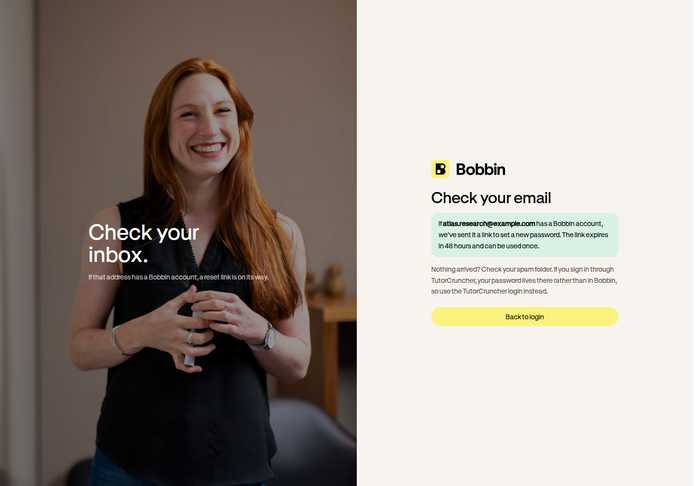 Check your
inbox.
If that address has a Bobbin account, a reset link is on its way.
Bobbin
Check your email
If atlas.research@example.com has a Bobbin account,
we've sent it a link to set a new password. The link expires
in 48 hours and can be used once.
Nothing arrived? Check your spam folder. If you sign in through
TutorCruncher, your password lives there rather than in Bobbin,
so use the TutorCruncher login instead.
Back to login